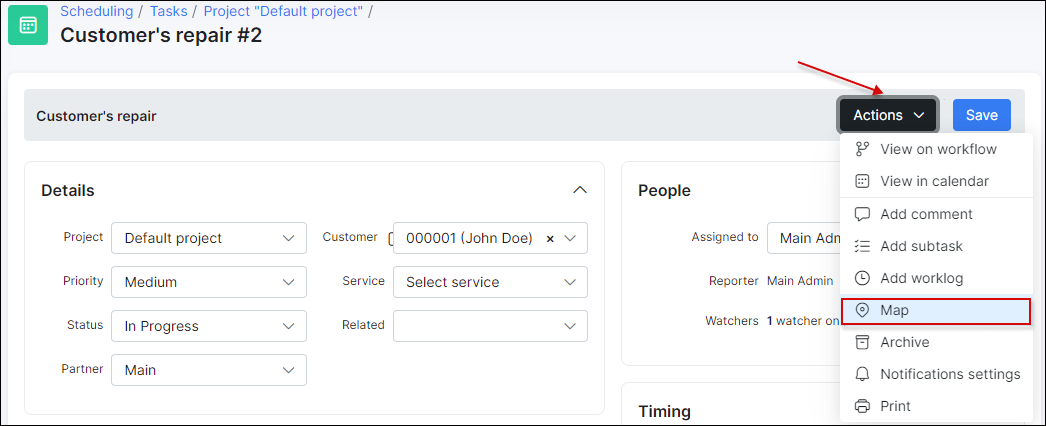 Scheduling / Tasks / Project "Default project" /
Customer's repair #2
Customer's repair
Actions
Save
View on workflow
View in calendar
Add comment
Add subtask
Add worklog
Map
Archive
Notifications settings
Print
Details
Project Default project
Customer 000001 (John Doe) ×
Priority Medium
Service Select service
Status In Progress
Related
Partner Main
People
Assigned to Main Adm
Reporter Main Admin
Watchers 1 watcher on
Timing